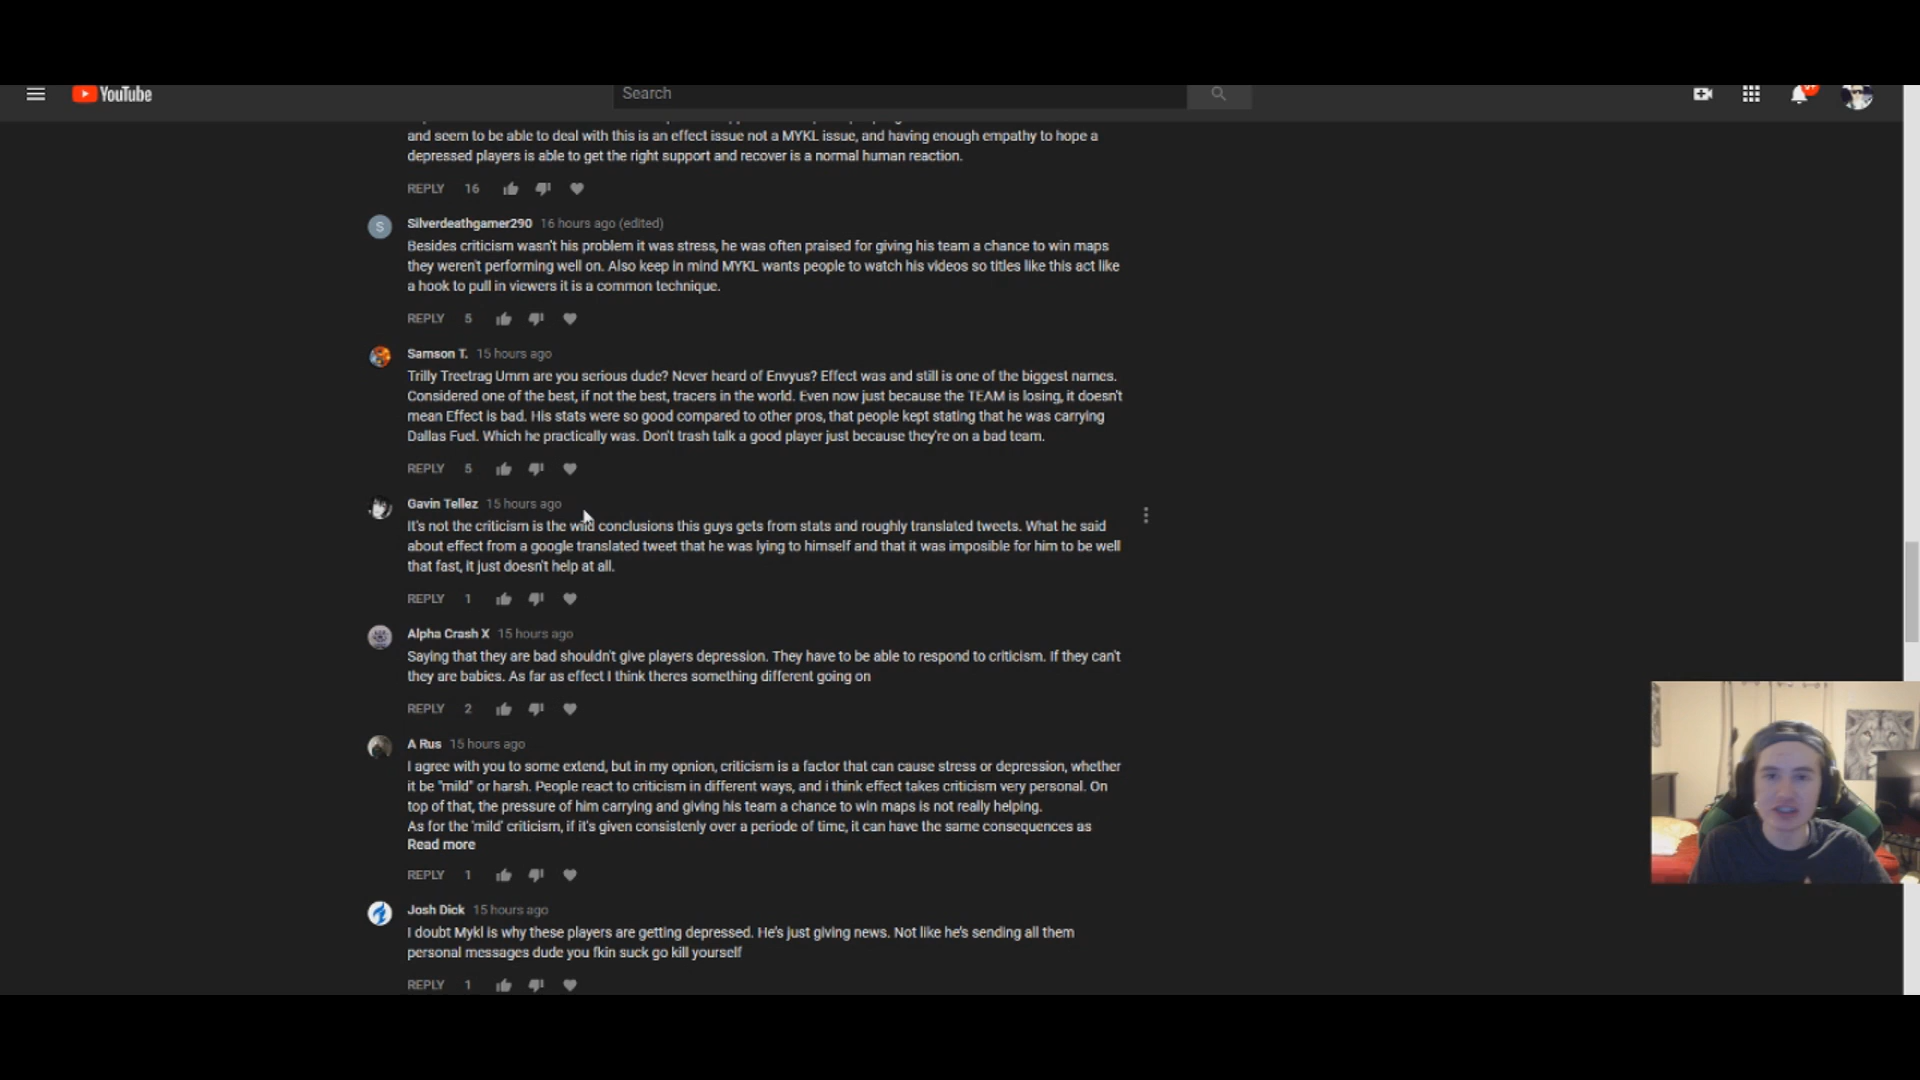 YouTube
Search
and seem to be able to deal with this is an effect issue not a MYKL issue, and having enough empathy to hope a
depressed players is able to get the right support and recover is a normal human reaction.
REPLY 16
Silverdeathgamer290 16 hours ago (edited)
Besides criticism wasn't his problem it was stress, he was often praised for giving his team a chance to win maps
they weren't performing well on. Also keep in mind MYKL wants people to watch his videos so titles like this act like
a hook to pull in viewers it is a common technique.
REPLY 5
Samson T. 15 hours ago
Trilly Treetrag Umm are you serious dude? Never heard of Envyus? Effect was and still is one of the biggest names.
Considered one of the best, if not the best, tracers in the world. Even now just because the TEAM is losing, it doesn't
mean Effect is bad. His stats were so good compared to other pros, that people kept stating that he was carrying
Dallas Fuel. Which he practically was. Don't trash talk a good player just because they're on a bad team.
REPLY 5
Gavin Tellez 15 hours ago
It's not the criticism is the wild conclusions this guys gets from stats and roughly translated tweets. What he said
about effect from a google translated tweet that he was lying to himself and that it was imposible for him to be well
that fast, it just doesn't help at all.
REPLY 1
S
Alpha Crash X 15 hours ago
Saying that they are bad shouldn't give players depression. They have to be able to respond to criticism. If they can't
they are babies. As far as effect I think theres something different going on
REPLY 2
A Rus 15 hours ago
I agree with you to some extend, but in my opnion, criticism is a factor that can cause stress or depression, whether
it be "mild" or harsh. People react to criticism in different ways, and i think effect takes criticism very personal. On
top of that, the pressure of him carrying and giving his team a chance to win maps is not really helping.
As for the 'mild' criticism, if it's given consistenly over a periode of time, it can have the same consequences as
Read more
REPLY 1
Josh Dick 15 hours ago
I doubt Mykl is why these players are getting depressed. He's just giving news. Not like he's sending all them
personal messages dude you fkin suck go kill yourself
REPLY 1